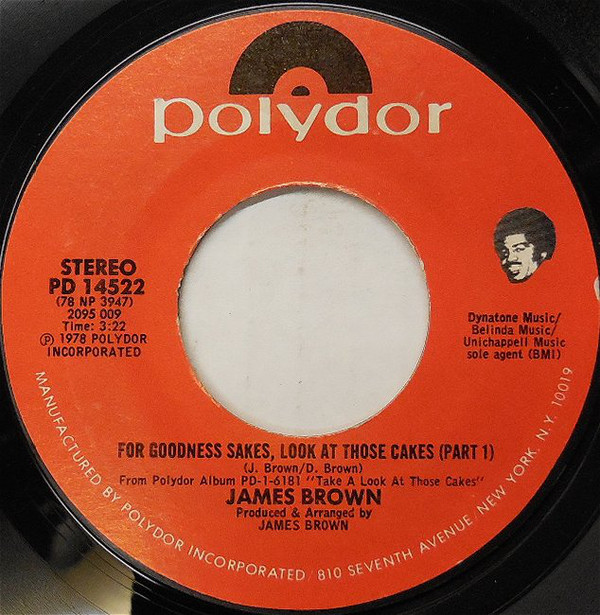 polydor
STEREO
PD 14522
(78 NP 3947)
2095 009
Time: 3:22
Ⓟ 1978 POLYDOR
INCORPORATED
Dynatone Music/
Belinda Music/
Unichappell Music
sole agent (BMI)
FOR GOODNESS SAKES, LOOK AT THOSE CAKES (PART 1)
(J. Brown/D. Brown)
From Polydor Album PD-1-6181 "Take A Look At Those Cakes"
JAMES BROWN
Produced & Arranged by
JAMES BROWN
MANUFACTURED BY POLYDOR INCORPORATED/810 SEVENTH AVENUE/NEW YORK, N.Y. 10019